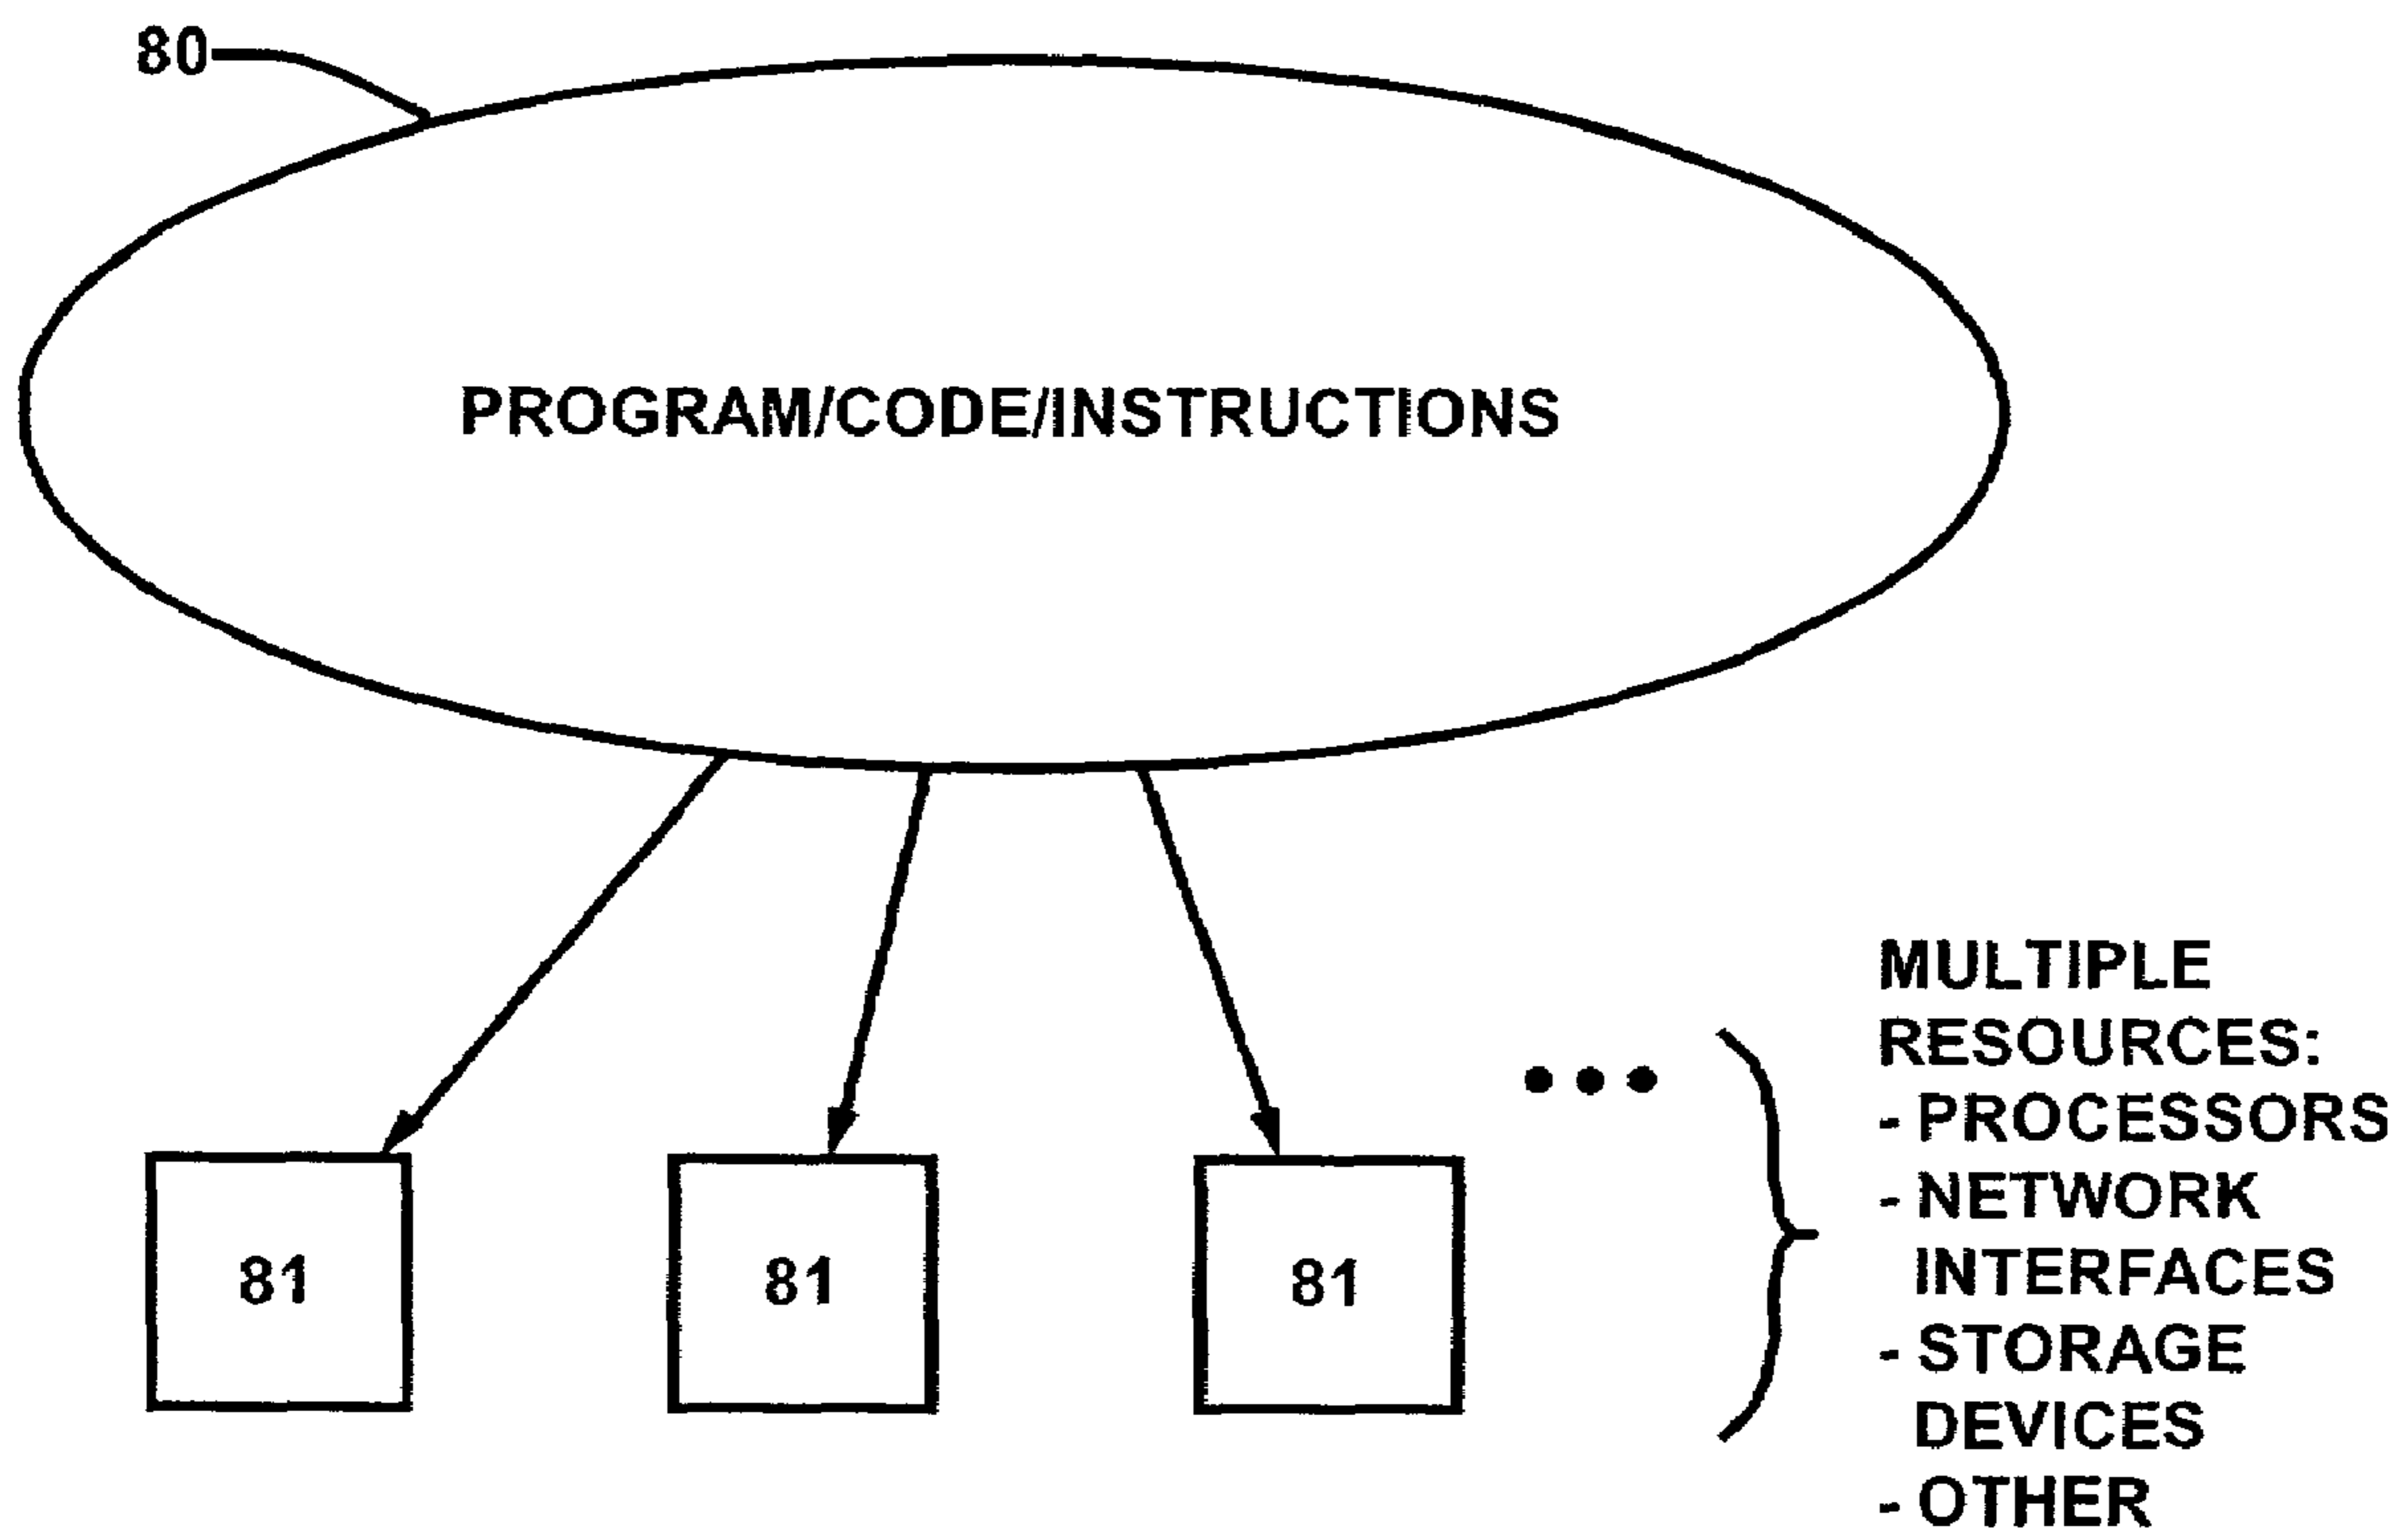 80
PROGRAM/CODE/INSTRUCTIONS
81
81
81
MULTIPLE
RESOURCES:
- PROCESSORS
- NETWORK
INTERFACES
- STORAGE
DEVICES
- OTHER